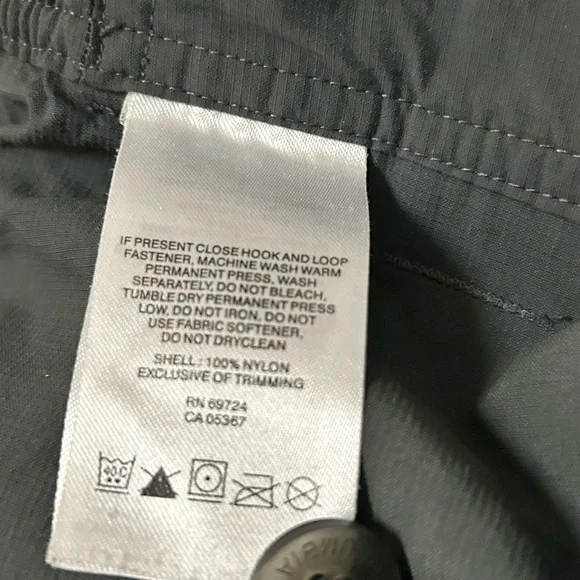 IF PRESENT CLOSE HOOK AND LOOP
FASTENER, MACHINE WASH WARM
PERMANENT PRESS, WASH
SEPARATELY, DO NOT BLEACH,
TUMBLE DRY PERMANENT PRESS
LOW, DO NOT IRON, DO NOT
USE FABRIC SOFTENER,
DO NOT DRYCLEAN
SHELL: 100% NYLON
EXCLUSIVE OF TRIMMING
RN 69724
CA 05367
40C